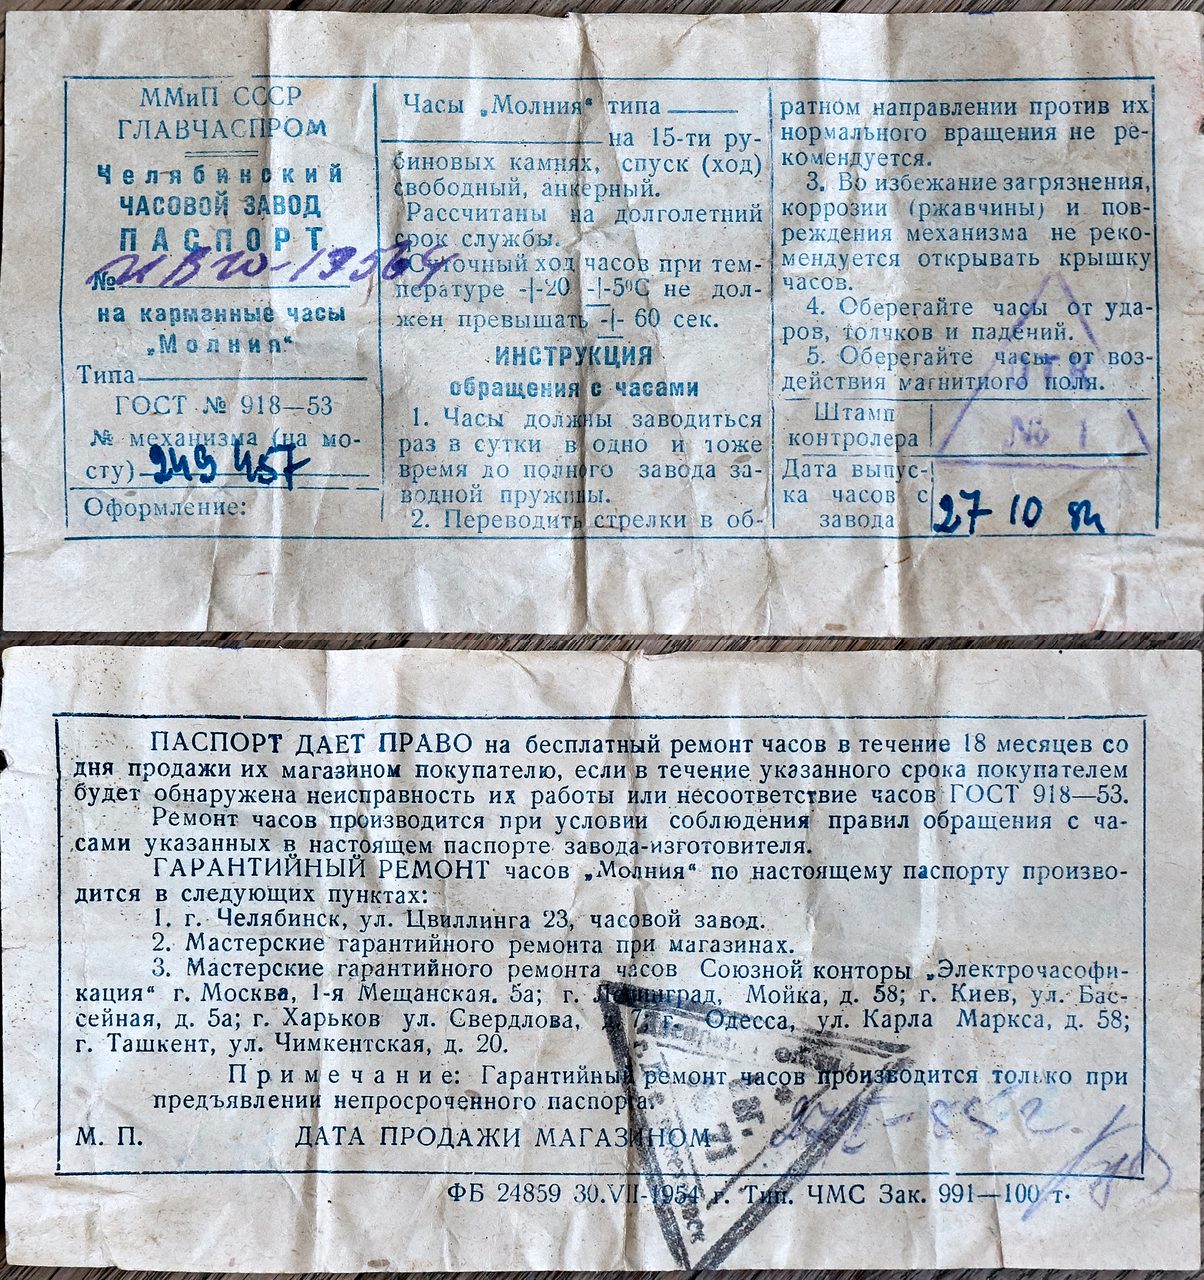 ММиП СССР
ГЛАВЧАСПРОМ
Челябинский
ЧАСОВОЙ ЗАВОД
ПАСПОРТ
№
на карманные часы
„Молния“
Типа
ГОСТ № 918—53
№ механизма (на мо-
сту) 249 457
Оформление:
Часы „Молния“ типа
на 15-ти ру-
биновых камнях, спуск (ход)
свободный, анкерный.
Рассчитаны на долголетний
срок службы.
Суточный ход часов при тем-
пературе +20 ±5°С не дол-
жен превышать ± 60 сек.
ИНСТРУКЦИЯ
обращения с часами
1. Часы должны заводиться
раз в сутки в одно и тоже
время до полного завода за-
водной пружины.
2. Переводить стрелки в об-
ратном направлении против их
нормального вращения не ре-
комендуется.
3. Во избежание загрязнения,
коррозии (ржавчины) и пов-
реждения механизма не реко-
мендуется открывать крышку
часов.
4. Оберегайте часы от уда-
ров, толчков и падений.
5. Оберегайте часы от воз-
действия магнитного поля.
ОТК
№ 1
Штамп
контролера
Дата выпус-
ка часов с
завода
27 10
ПАСПОРТ ДАЕТ ПРАВО на бесплатный ремонт часов в течение 18 месяцев со
дня продажи их магазином покупателю, если в течение указанного срока покупателем
будет обнаружена неисправность их работы или несоответствие часов ГОСТ 918—53.
Ремонт часов производится при условии соблюдения правил обращения с ча-
сами указанных в настоящем паспорте завода-изготовителя.
ГАРАНТИЙНЫЙ РЕМОНТ часов „Молния“ по настоящему паспорту произво-
дится в следующих пунктах:
1. г. Челябинск, ул. Цвиллинга 23, часовой завод.
2. Мастерские гарантийного ремонта при магазинах.
3. Мастерские гарантийного ремонта часов Союзной конторы „Электрочасофи-
кация“ г. Москва, 1-я Мещанская. 5а; г. Ленинград, Мойка, д. 58; г. Киев, ул. Бас-
сейная, д. 5а; г. Харьков ул. Свердлова, д. 7; г. Одесса, ул. Карла Маркса, д. 58;
г. Ташкент, ул. Чимкентская, д. 20.
Примечание: Гарантийный ремонт часов производится только при
предъявлении непросроченного паспорта.
М. П. ДАТА ПРОДАЖИ МАГАЗИНОМ
ФБ 24859 30.VII-1954 г. Тип. ЧМС Зак. 991—100 т.